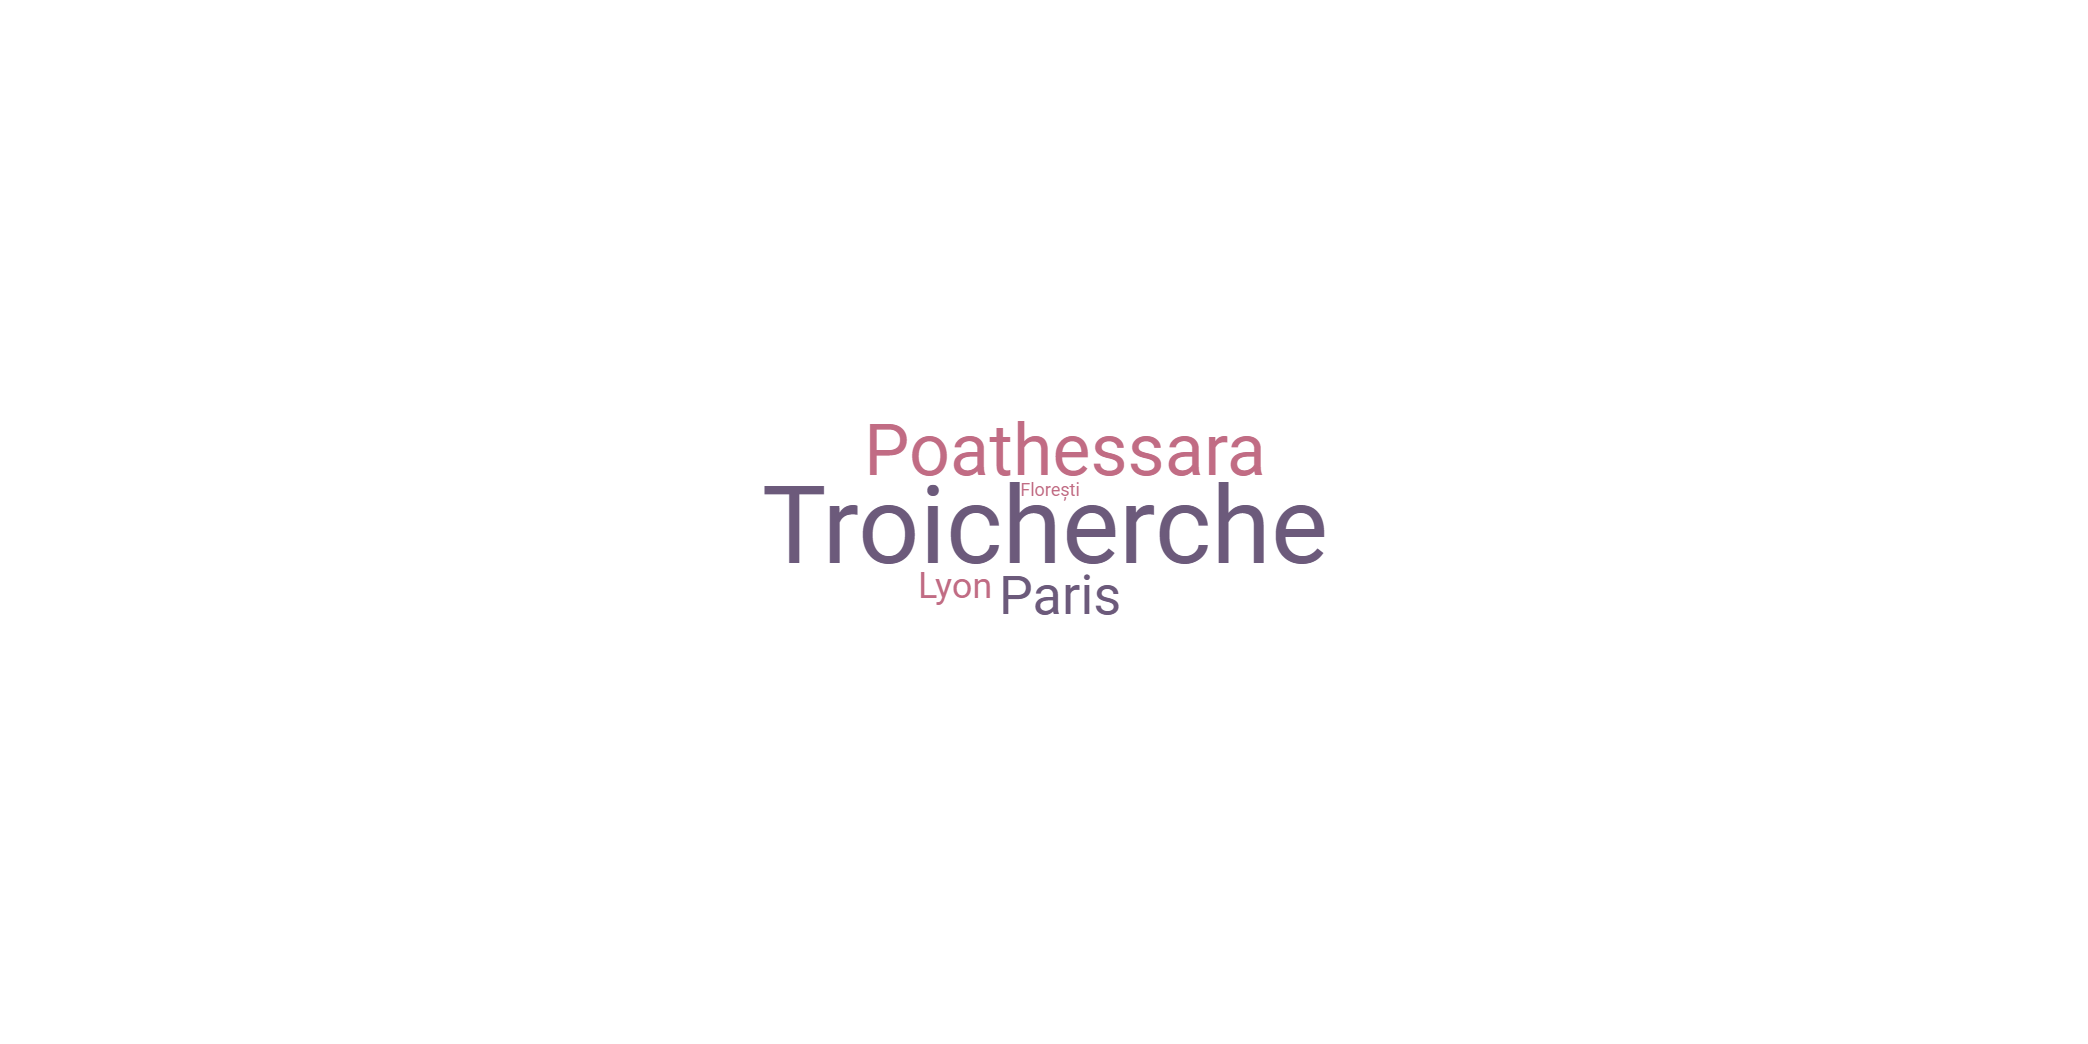 Poathessara
Florești
Troicherche
Lyon
Paris